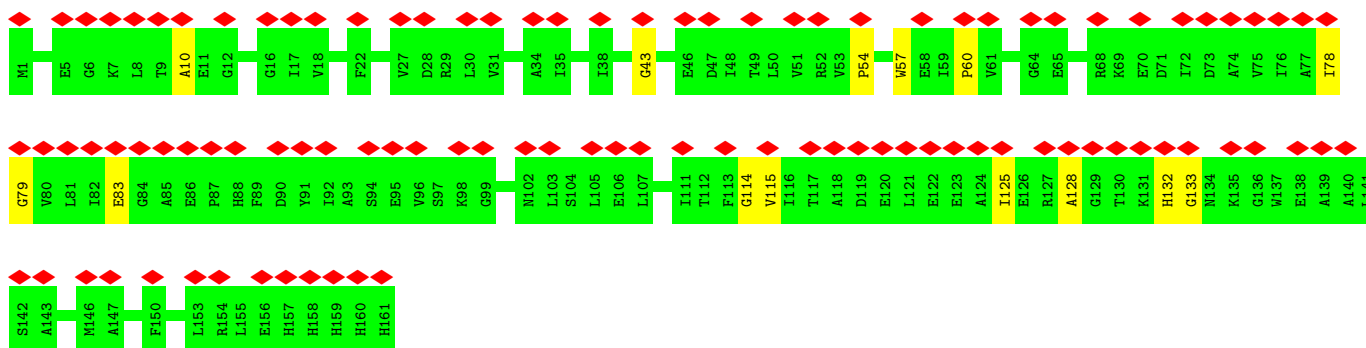 M1 E5 G6 K7 L8 T9 A10 E11 G12 G16 I17 V18 F22 V27 D28 R29 L30 V31 A34 I35 I38 G43 E46 D47 I48 T49 L50 V51 R52 V53 P54 W57 E58 I59 P60 V61 G64 E65 R68 K69 E70 D71 I72 D73 A74 V75 I76 A77 I78
G79 V80 L81 I82 E83 G84 A85 E86 P87 H88 F89 D90 Y91 I92 A93 S94 E95 V96 S97 K98 G99 N102 L103 S104 L105 E106 L107 I111 T112 F113 G114 V115 I116 T117 A118 D119 E120 L121 E122 E123 A124 I125 E126 R127 A128 G129 T130 K131 H132 G133 N134 K135 G136 W137 E138 A139 A140 L141
S142 A143 M146 A147 F150 L153 R154 L155 E156 H157 H158 H159 H160 H161